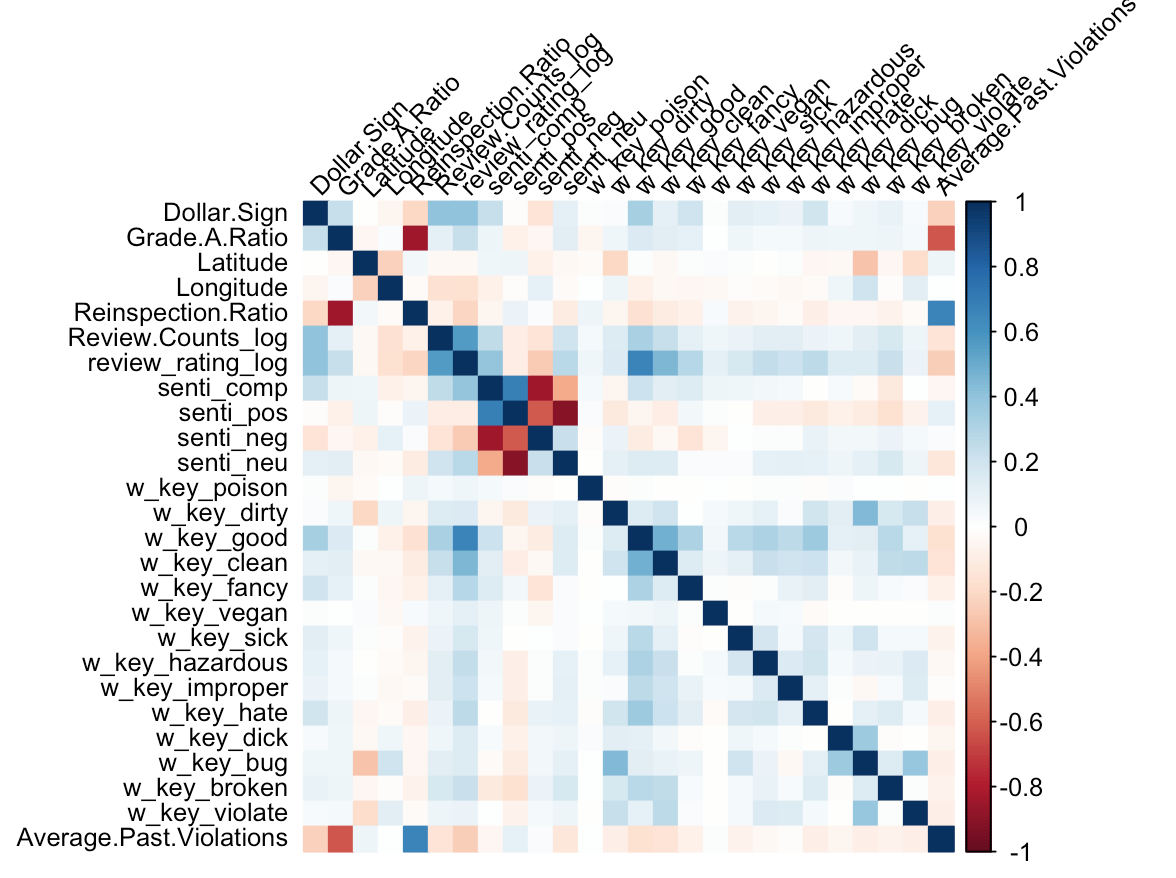 Dollar.Sign
Grade.A.Ratio
Latitude
Longitude
Reinspection.Ratio
Review.Counts_log
review_rating_log
senti_comp
senti_pos
senti_neg
senti_neu
w_key_poison
w_key_dirty
w_key_good
w_key_clean
w_key_fancy
w_key_vegan
w_key_sick
w_key_hazardous
w_key_improper
w_key_hate
w_key_dick
w_key_bug
w_key_broken
w_key_violate
Average.Past.Violations
Dollar.Sign
Grade.A.Ratio
Latitude
Longitude
Reinspection.Ratio
Review.Counts_log
review_rating_log
senti_comp
senti_pos
senti_neg
senti_neu
w_key_poison
w_key_dirty
w_key_good
w_key_clean
w_key_fancy
w_key_vegan
w_key_sick
w_key_hazardous
w_key_improper
w_key_hate
w_key_dick
w_key_bug
w_key_broken
w_key_violate
Average.Past.Violations
1
0.8
0.6
0.4
0.2
0
-0.2
-0.4
-0.6
-0.8
-1